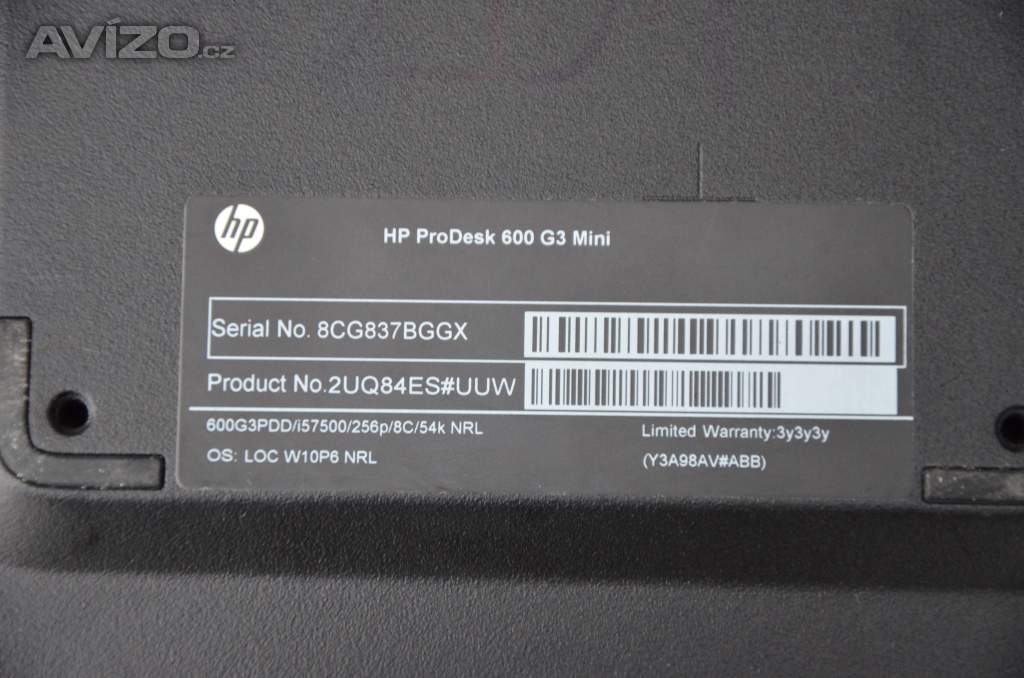 AVÍZO.cz
hp
HP ProDesk 600 G3 Mini
Serial No. 8CG837BGGX
Product No.2UQ84ES#UUW
600G3PDD/i57500/256p/8C/54k NRL
Limited Warranty:3y3y3y
OS: LOC W10P6 NRL
(Y3A98AV#ABB)